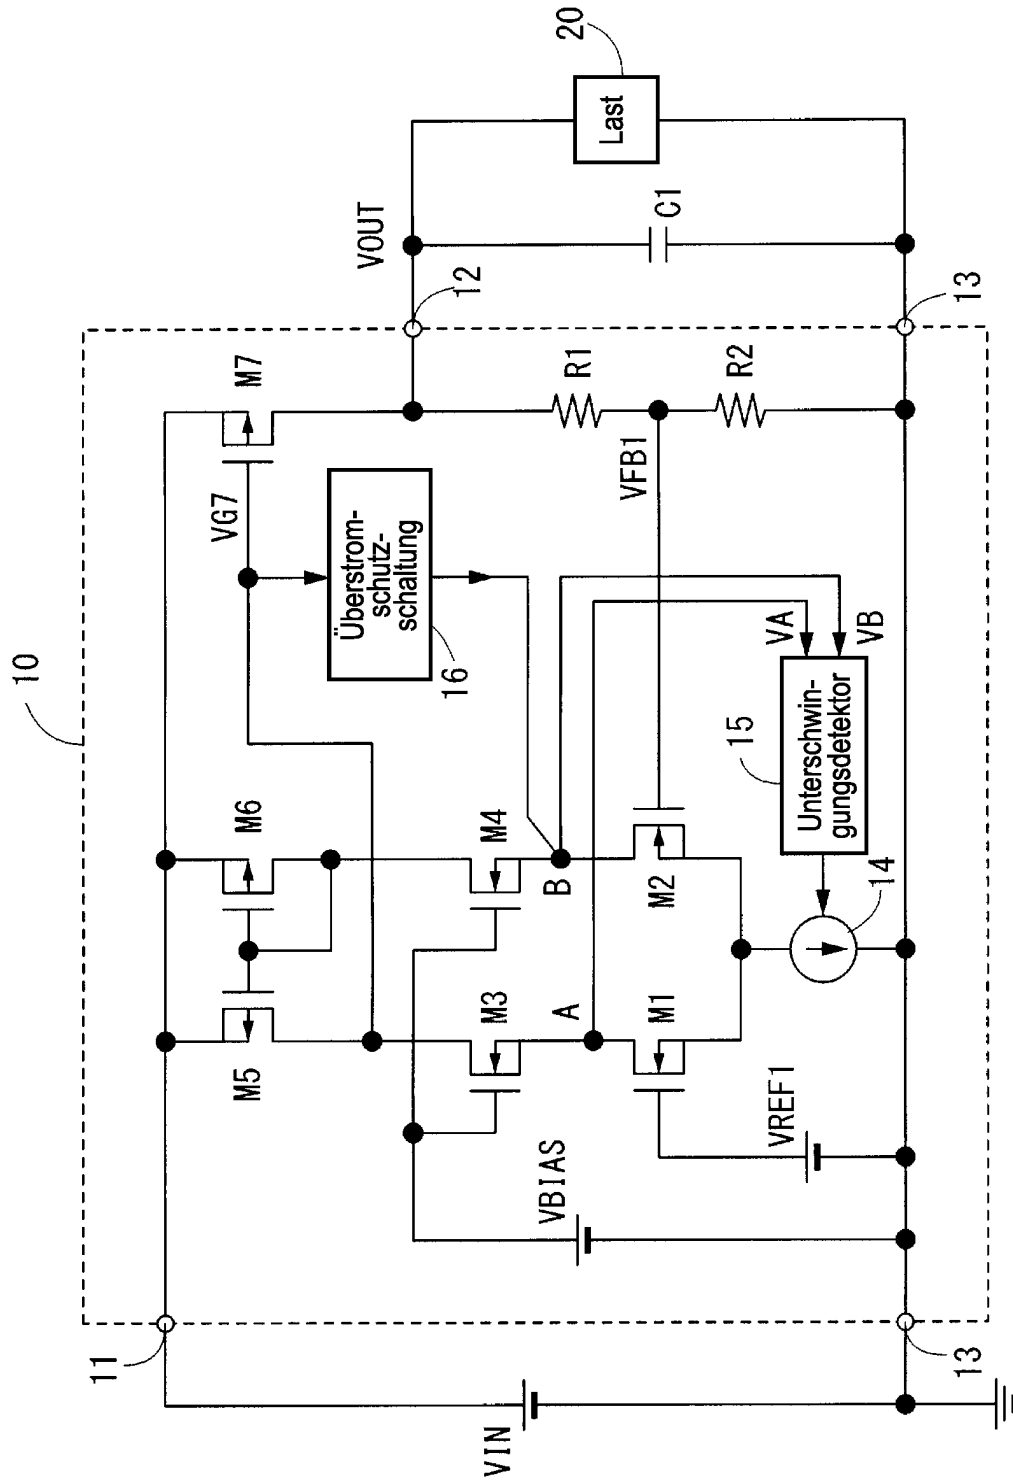 10
11
VIN
13
M5
M6
VBIAS
VREF1
M3
M4
A
B
M1
M2
VG7
M7
Überstrom-
schutz-
schaltung
16
VFB1
R1
R2
VA
VB
15
Unterschwin-
gungsdetektor
14
VOUT
12
13
C1
Last
20